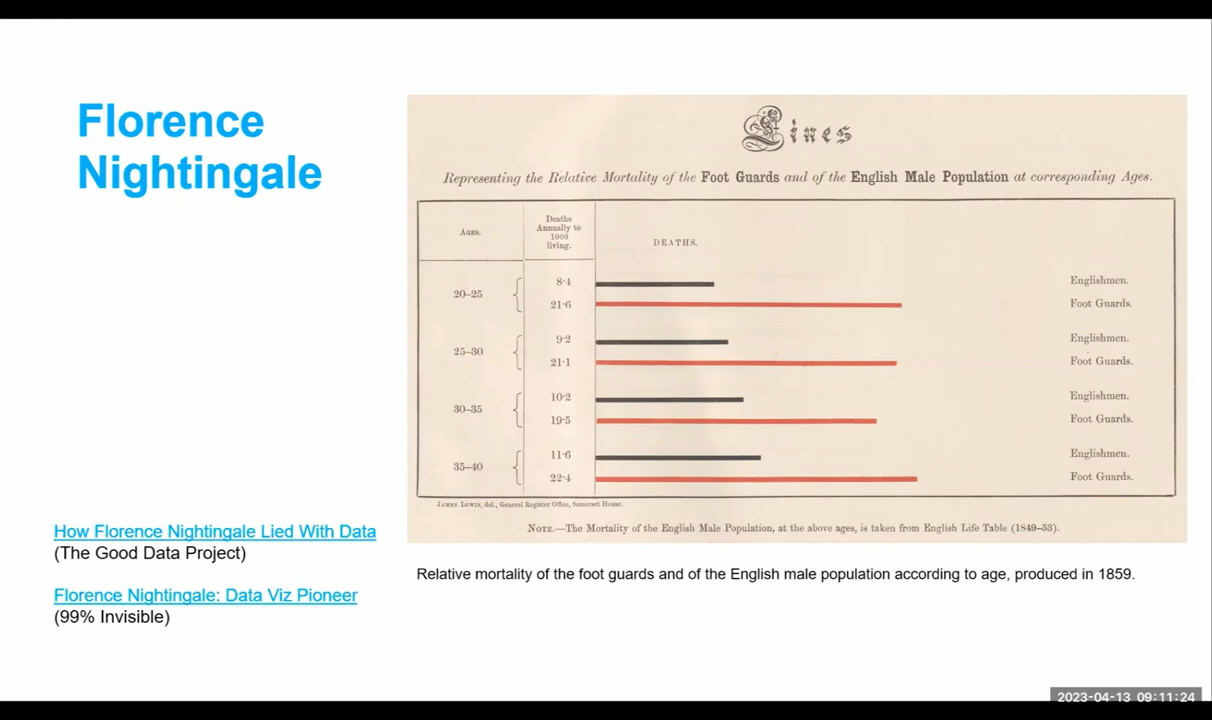 Florence
Nightingale
How Florence Nightingale Lied With Data
(The Good Data Project)
Florence Nightingale: Data Viz Pioneer
(99% Invisible)
Lines
Representing the Relative Mortality of the Foot Guards and of the English Male Population at corresponding Ages.
AGES.
Deaths
Annually to
1000
living.
DEATHS.
20–25
8·4
Englishmen.
21·6
Foot Guards.
25–30
9·2
Englishmen.
21·1
Foot Guards.
30–35
10·2
Englishmen.
19·5
Foot Guards.
35–40
11·6
Englishmen.
22·4
Foot Guards.
JAMES LEWIS, del., General Register Office, Somerset House.
NOTE.—The Mortality of the English Male Population, at the above ages, is taken from English Life Table (1849–53).
Relative mortality of the foot guards and of the English male population according to age, produced in 1859.
2023-04-13 09:11:24